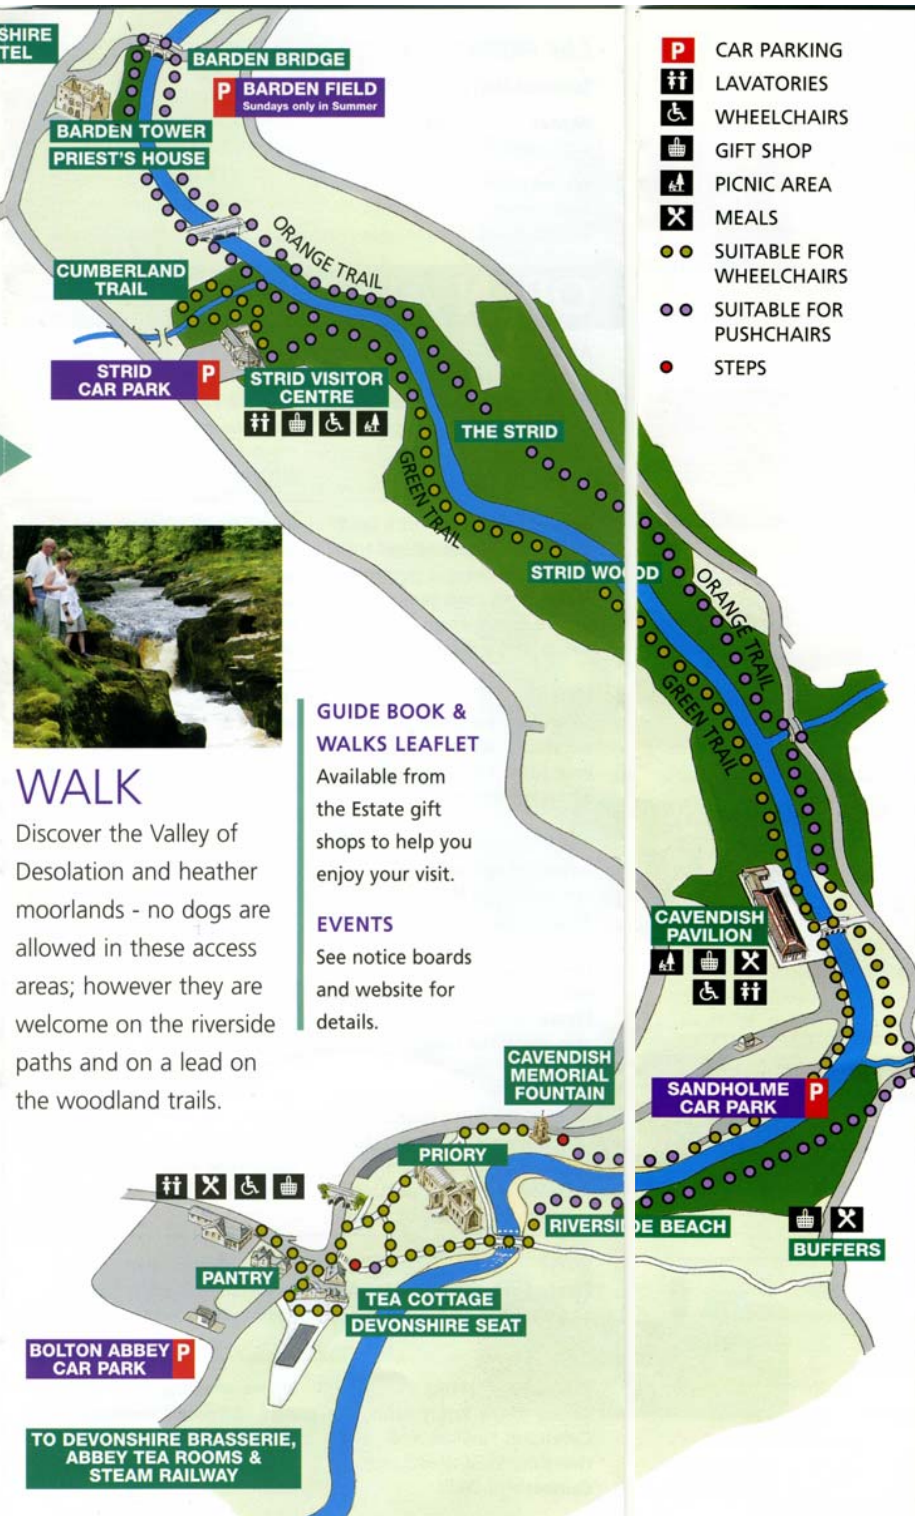 SHIRE
TEL
BARDEN BRIDGE
P BARDEN FIELD
Sundays only in Summer
BARDEN TOWER
PRIEST'S HOUSE
ORANGE TRAIL
CUMBERLAND
TRAIL
STRID
CAR PARK P
STRID VISITOR
CENTRE
THE STRID
GREEN TRAIL
STRID WOOD
ORANGE TRAIL
GREEN TRAIL
P CAR PARKING
LAVATORIES
WHEELCHAIRS
GIFT SHOP
PICNIC AREA
MEALS
SUITABLE FOR
WHEELCHAIRS
SUITABLE FOR
PUSHCHAIRS
STEPS
WALK
Discover the Valley of
Desolation and heather
moorlands - no dogs are
allowed in these access
areas; however they are
welcome on the riverside
paths and on a lead on
the woodland trails.
GUIDE BOOK &
WALKS LEAFLET
Available from
the Estate gift
shops to help you
enjoy your visit.
EVENTS
See notice boards
and website for
details.
CAVENDISH
PAVILION
CAVENDISH
MEMORIAL
FOUNTAIN
SANDHOLME
CAR PARK P
PRIORY
RIVERSIDE BEACH
BUFFERS
PANTRY
TEA COTTAGE
DEVONSHIRE SEAT
BOLTON ABBEY
CAR PARK P
TO DEVONSHIRE BRASSERIE,
ABBEY TEA ROOMS &
STEAM RAILWAY